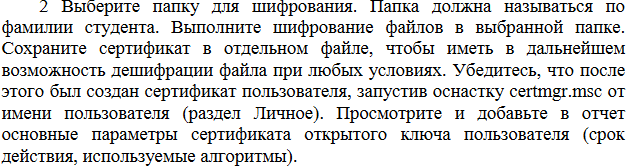 2 Выберите папку для шифрования. Папка должна называться по
фамилии студента. Выполните шифрование файлов в выбранной папке.
Сохраните сертификат в отдельном файле, чтобы иметь в дальнейшем
возможность дешифрации файла при любых условиях. Убедитесь, что после
этого был создан сертификат пользователя, запустив оснастку certmgr.msc от
имени пользователя (раздел Личное). Просмотрите и добавьте в отчет
основные параметры сертификата открытого ключа пользователя (срок
действия, используемые алгоритмы).